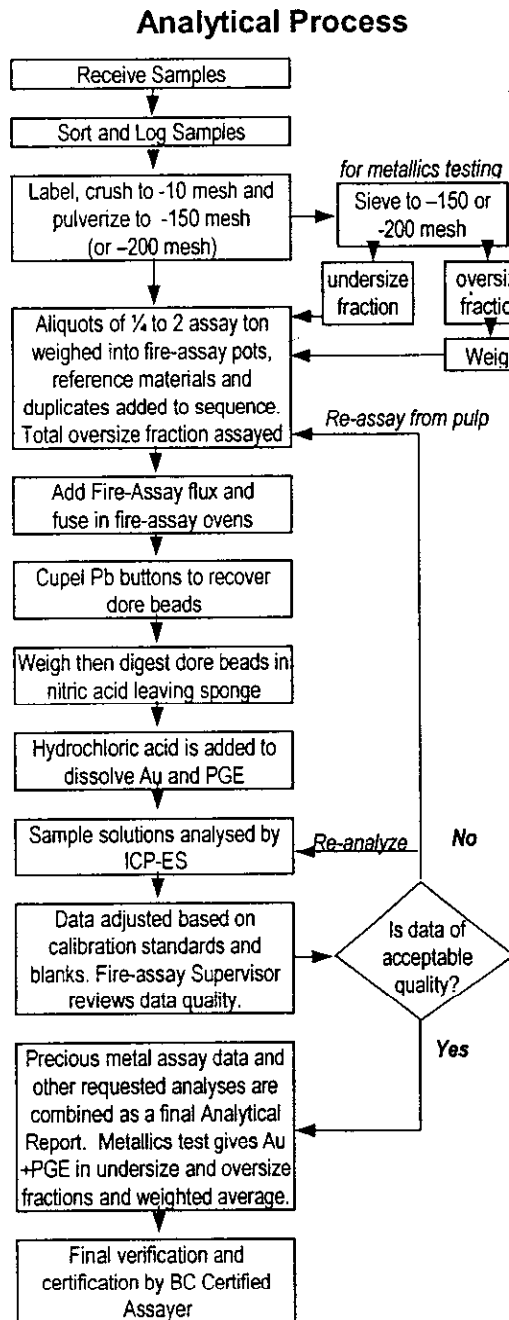 Analytical Process
Receive Samples
Sort and Log Samples
for metallics testing
Label, crush to -10 mesh and
pulverize to -150 mesh
(or –200 mesh)
Sieve to –150 or
-200 mesh
undersize
fraction
Aliquots of ¼ to 2 assay ton
weighed into fire-assay pots,
reference materials and
duplicates added to sequence.
Total oversize fraction assayed
Re-assay from pulp
Add Fire-Assay flux and
fuse in fire-assay ovens
Cupel Pb buttons to recover
dore beads
Weigh then digest dore beads in
nitric acid leaving sponge
Hydrochloric acid is added to
dissolve Au and PGE
Sample solutions analysed by
ICP-ES
Re-analyze
No
Data adjusted based on
calibration standards and
blanks. Fire-assay Supervisor
reviews data quality.
Is data of
acceptable
quality?
Yes
Precious metal assay data and
other requested analyses are
combined as a final Analytical
Report. Metallics test gives Au
+PGE in undersize and oversize
fractions and weighted average.
Final verification and
certification by BC Certified
Assayer